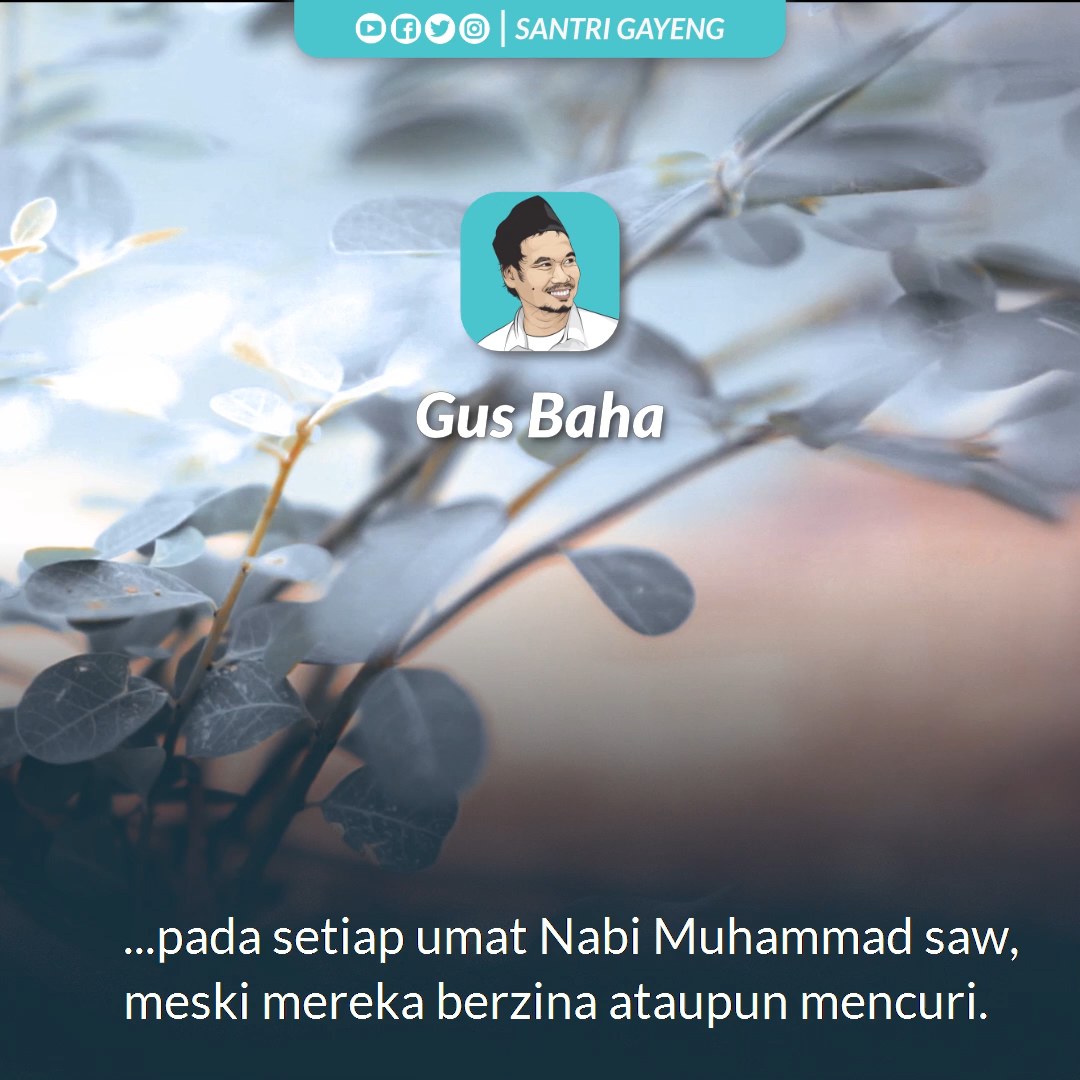 | SANTRI GAYENG
Gus Baha
...pada setiap umat Nabi Muhammad saw,
meski mereka berzina ataupun mencuri.